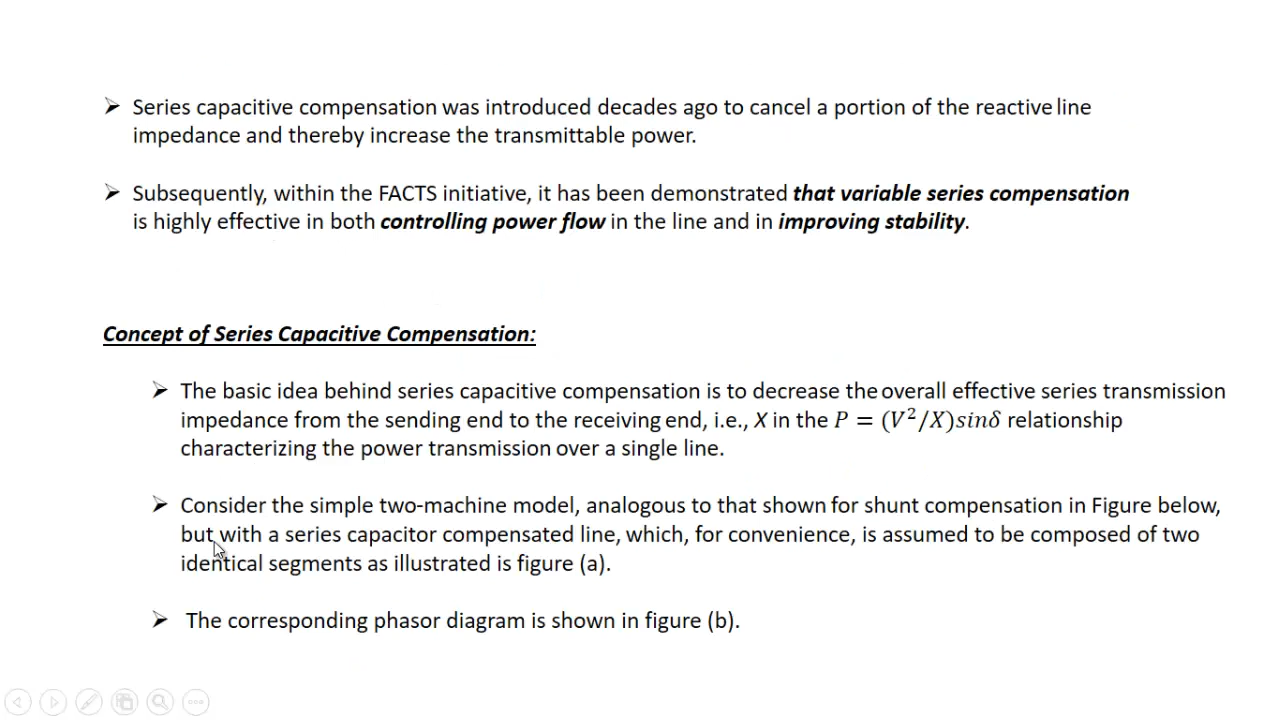 ➢ Series capacitive compensation was introduced decades ago to cancel a portion of the reactive line
impedance and thereby increase the transmittable power.
➢ Subsequently, within the FACTS initiative, it has been demonstrated that variable series compensation
is highly effective in both controlling power flow in the line and in improving stability.
Concept of Series Capacitive Compensation:
➢ The basic idea behind series capacitive compensation is to decrease the overall effective series transmission
impedance from the sending end to the receiving end, i.e., X in the P = (V²/X)sinδ relationship
characterizing the power transmission over a single line.
➢ Consider the simple two-machine model, analogous to that shown for shunt compensation in Figure below,
but with a series capacitor compensated line, which, for convenience, is assumed to be composed of two
identical segments as illustrated is figure (a).
➢ The corresponding phasor diagram is shown in figure (b).